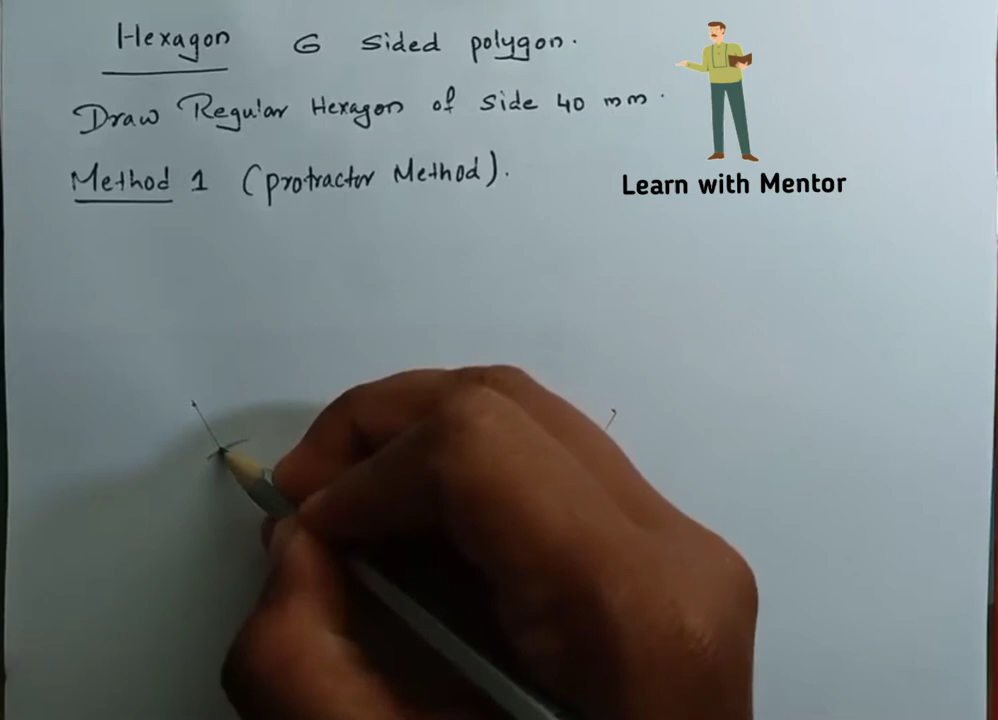 Hexagon 6 sided polygon.
Draw Regular Hexagon of side 40 mm.
Method 1 (protractor Method).
Learn with Mentor